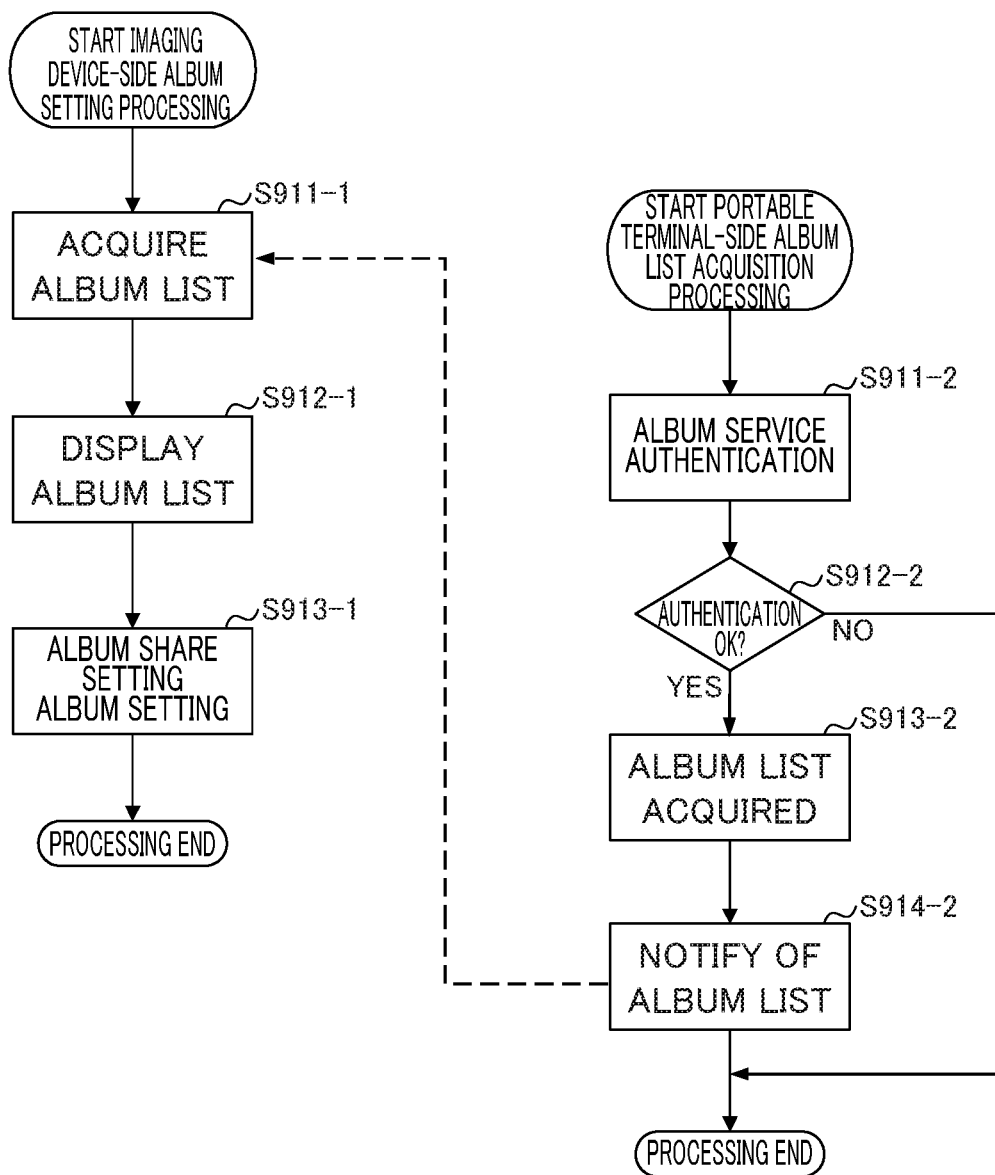 START IMAGING
DEVICE-SIDE ALBUM
SETTING PROCESSING
S911-1
ACQUIRE
ALBUM LIST
S912-1
DISPLAY
ALBUM LIST
S913-1
ALBUM SHARE
SETTING
ALBUM SETTING
PROCESSING END
START PORTABLE
TERMINAL-SIDE ALBUM
LIST ACQUISITION
PROCESSING
S911-2
ALBUM SERVICE
AUTHENTICATION
S912-2
AUTHENTICATION
OK?
NO
YES
S913-2
ALBUM LIST
ACQUIRED
S914-2
NOTIFY OF
ALBUM LIST
PROCESSING END